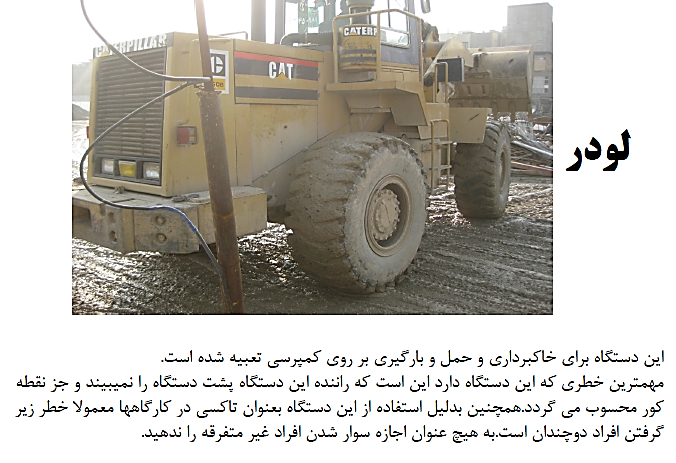 CATERPILLAR
CAT
CATERP
لودر
این دستگاه برای خاکبرداری و حمل و بارگیری بر روی کمپرسی تعبیه شده است.
مهمترین خطری که این دستگاه دارد این است که راننده این دستگاه پشت دستگاه را نمیبیند و جز نقطه
کور محسوب می گردد.همچنین بدلیل استفاده از این دستگاه بعنوان تاکسی در کارگاهها معمولا خطر زیر
گرفتن افراد دوچندان است.به هیچ عنوان اجازه سوار شدن افراد غیر متفرقه را ندهید.